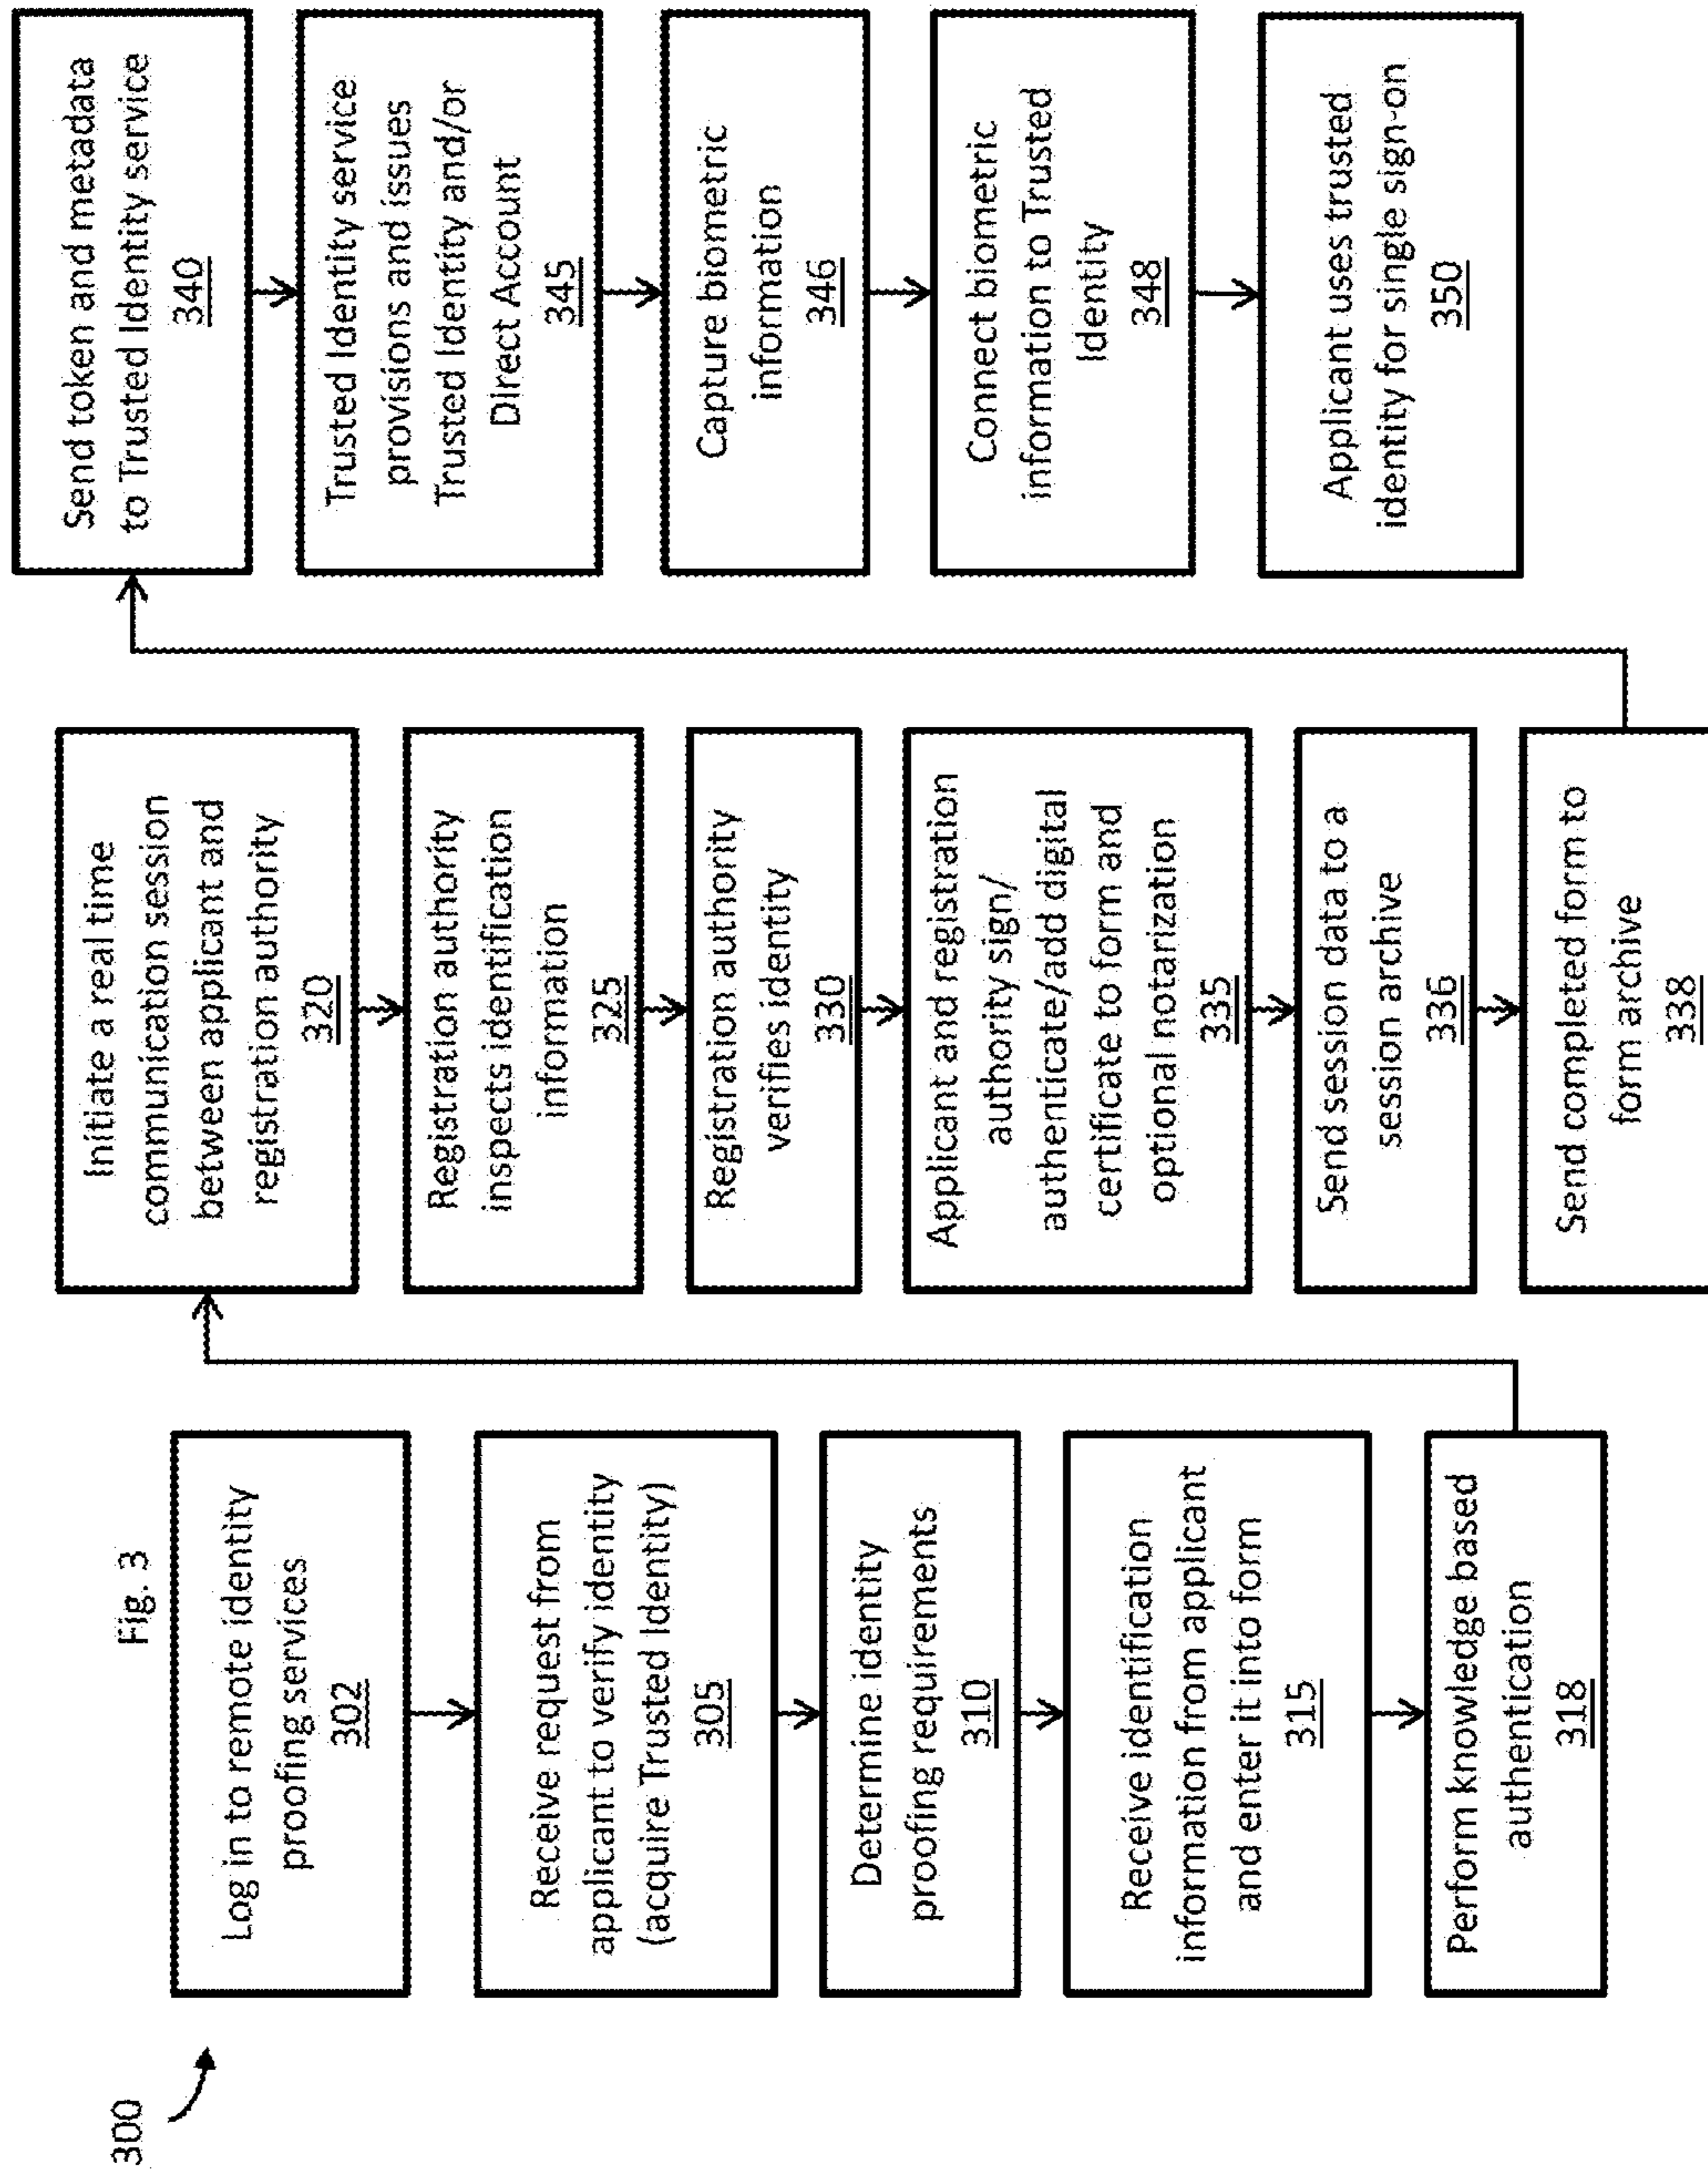 Fig. 3
300
Log in to remote identity
proofing services
302
Receive request from
applicant to verify identity
(acquire Trusted Identity)
305
Determine identity
proofing requirements
310
Receive identification
information from applicant
and enter it into form
315
Perform knowledge based
authentication
318
Initiate a real time
communication session
between applicant and
registration authority
320
Registration authority
inspects identification
information
325
Registration authority
verifies identity
330
Applicant and registration
authority sign/
authenticate/add digital
certificate to form and
optional notarization
335
Send session data to a
session archive
336
Send completed form to
form archive
338
Send token and metadata
to Trusted Identity service
340
Trusted Identity service
provisions and issues
Trusted Identity and/or
Direct Account
345
Capture biometric
information
346
Connect biometric
information to Trusted
Identity
348
Applicant uses trusted
identity for single sign-on
350